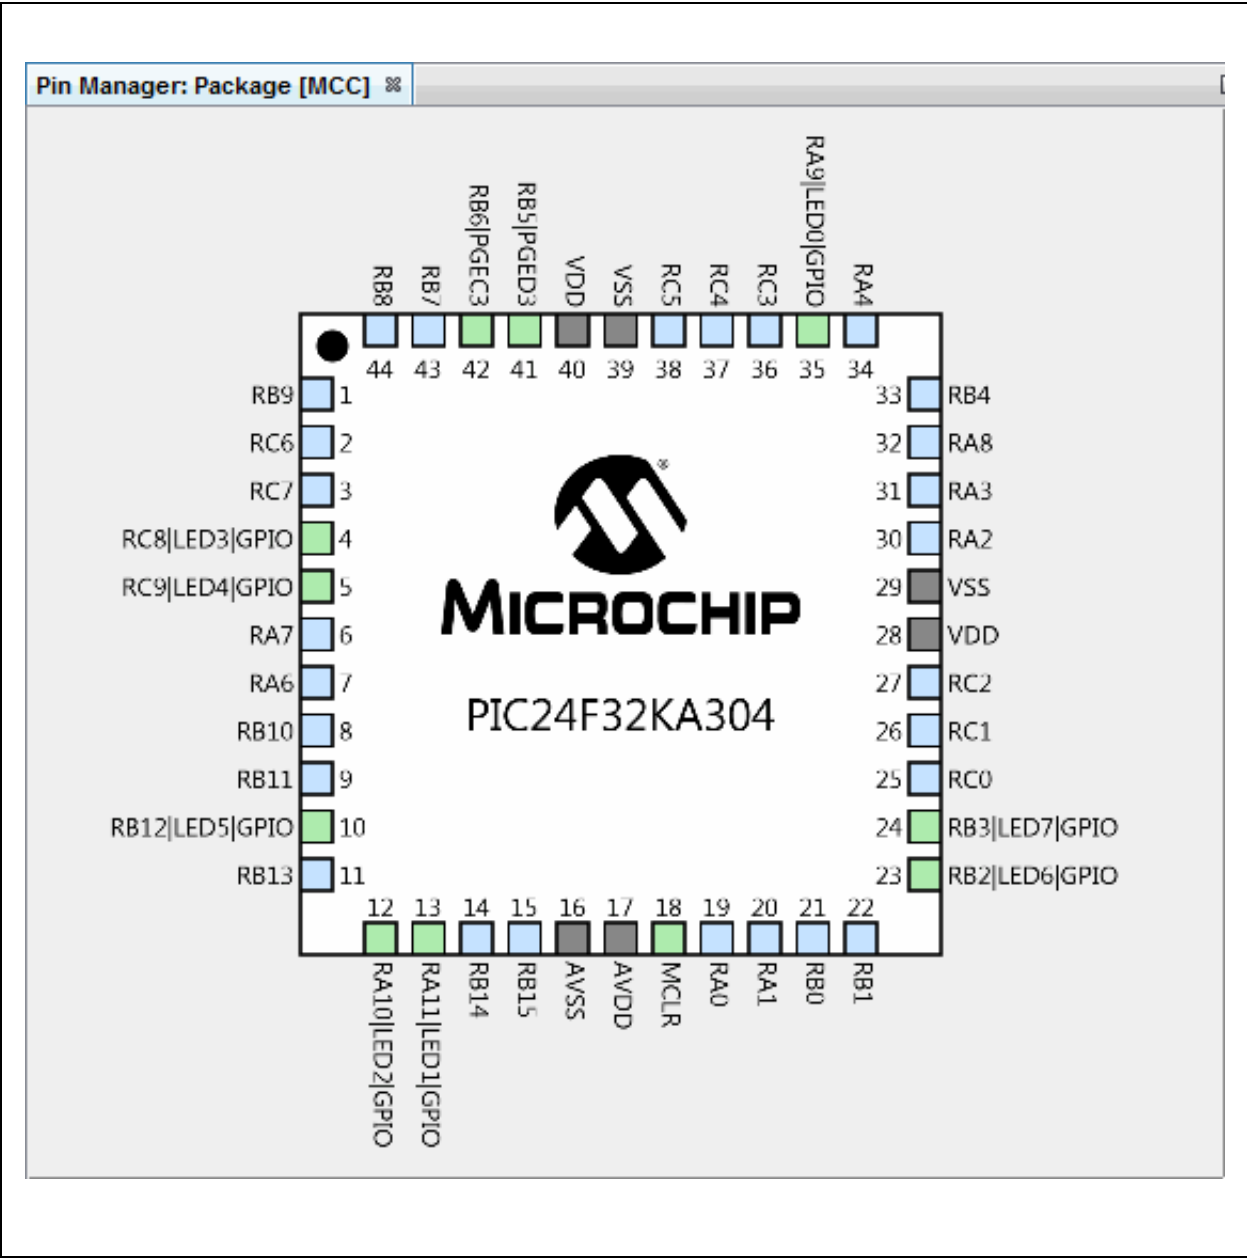 Pin Manager: Package [MCC]
RB8
RB7
RB6|PGEC3
RB5|PGED3
VDD
VSS
RC5
RC4
RC3
RA9|LED0|GPIO
RA4
44 43 42 41 40 39 38 37 36 35 34
RB9 1
RC6 2
RC7 3
RC8|LED3|GPIO 4
RC9|LED4|GPIO 5
RA7 6
RA6 7
RB10 8
RB11 9
RB12|LED5|GPIO 10
RB13 11
®
MICROCHIP
PIC24F32KA304
33 RB4
32 RA8
31 RA3
30 RA2
29 VSS
28 VDD
27 RC2
26 RC1
25 RC0
24 RB3|LED7|GPIO
23 RB2|LED6|GPIO
12 13 14 15 16 17 18 19 20 21 22
RA10|LED2|GPIO
RA11|LED1|GPIO
RB14
RB15
AVSS
AVDD
MCLR
RA0
RA1
RB0
RB1